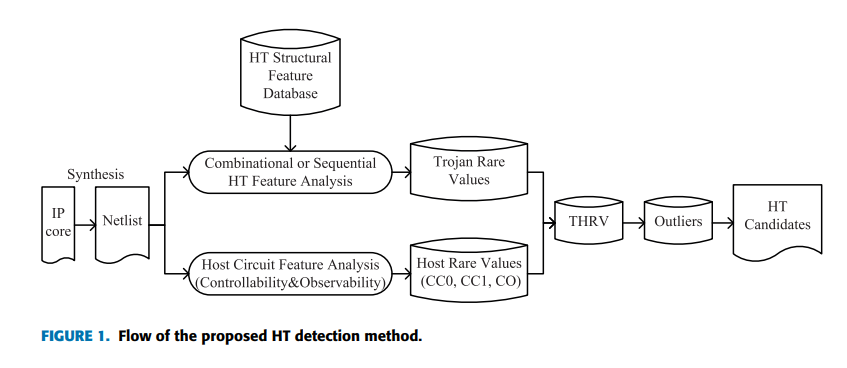 HT Structural
Feature
Database
Synthesis
IP
core
Netlist
Combinational or Sequential
HT Feature Analysis
Trojan Rare
Values
Host Circuit Feature Analysis
(Controllability&Observability)
Host Rare Values
(CC0, CC1, CO)
THRV
Outliers
HT
Candidates
FIGURE 1. Flow of the proposed HT detection method.